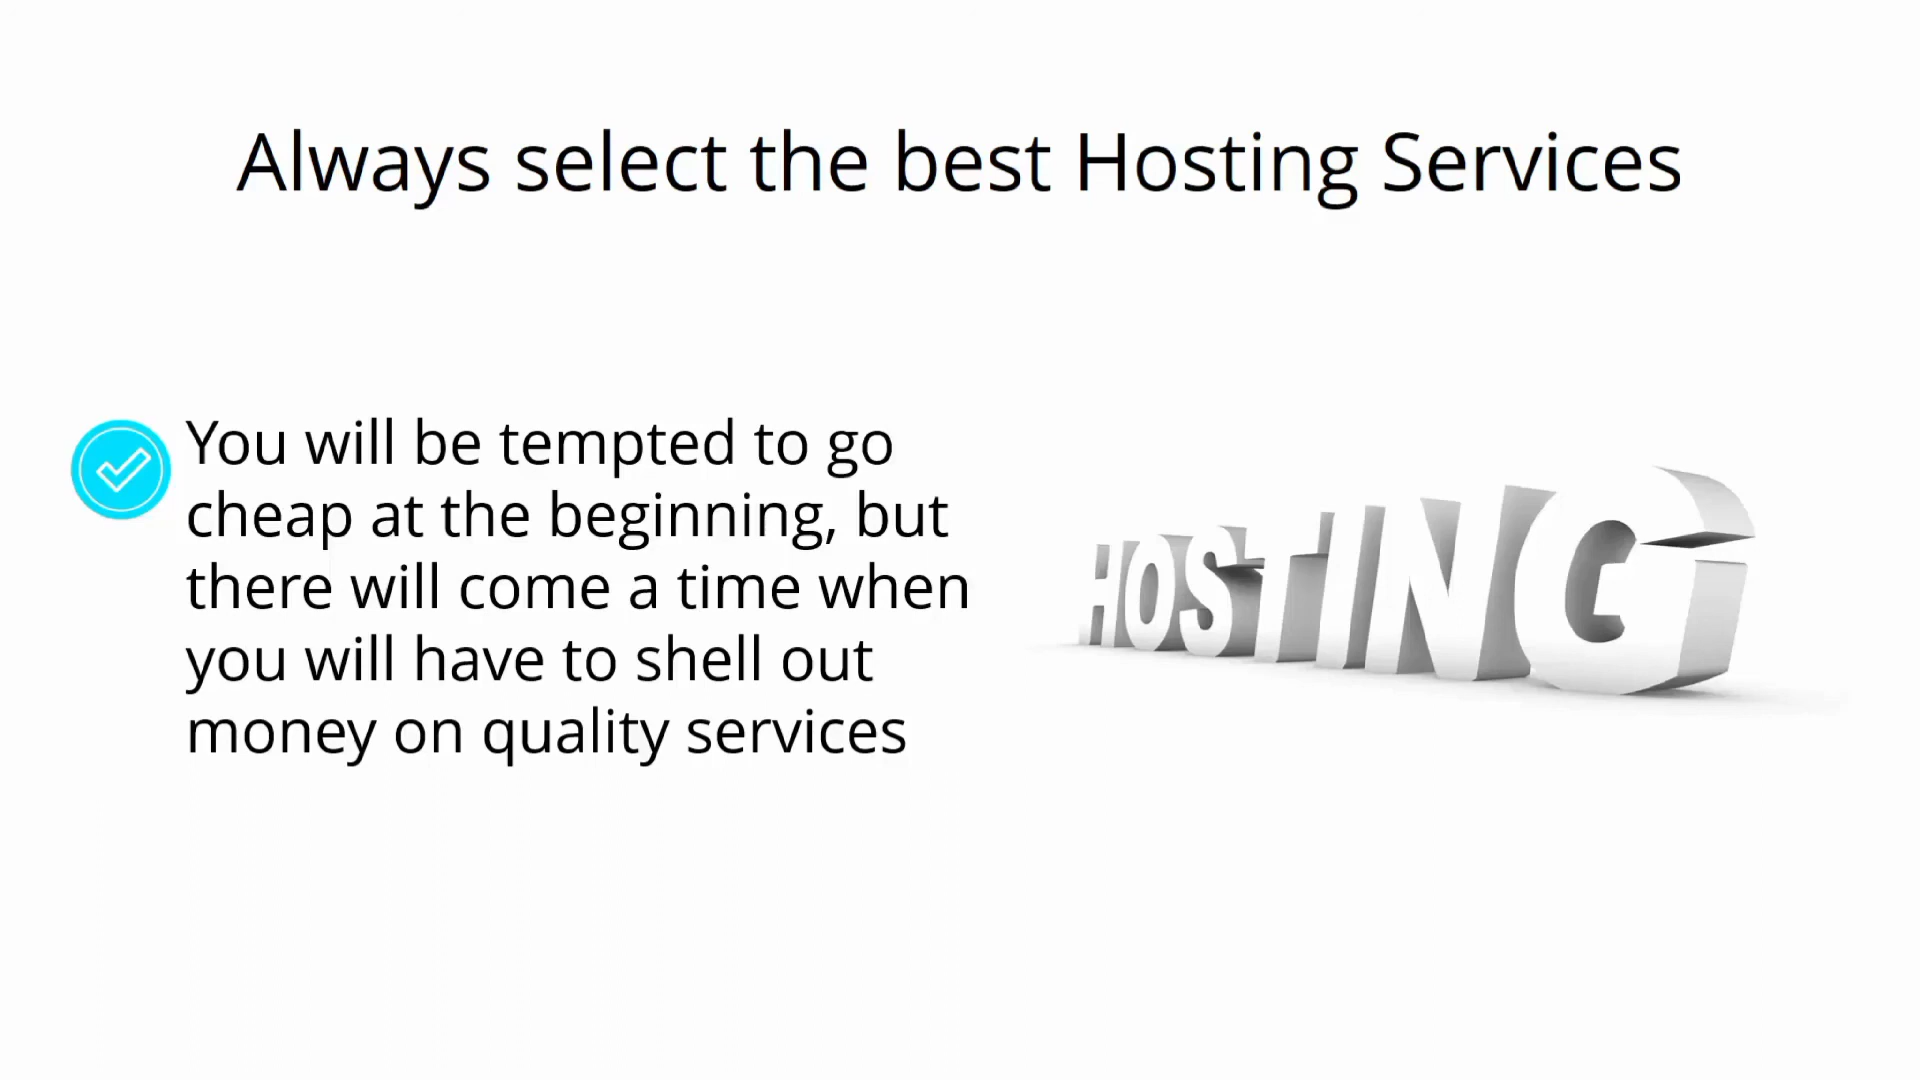 Always select the best Hosting Services
You will be tempted to go
cheap at the beginning, but
there will come a time when
you will have to shell out
money on quality services
HOSTING